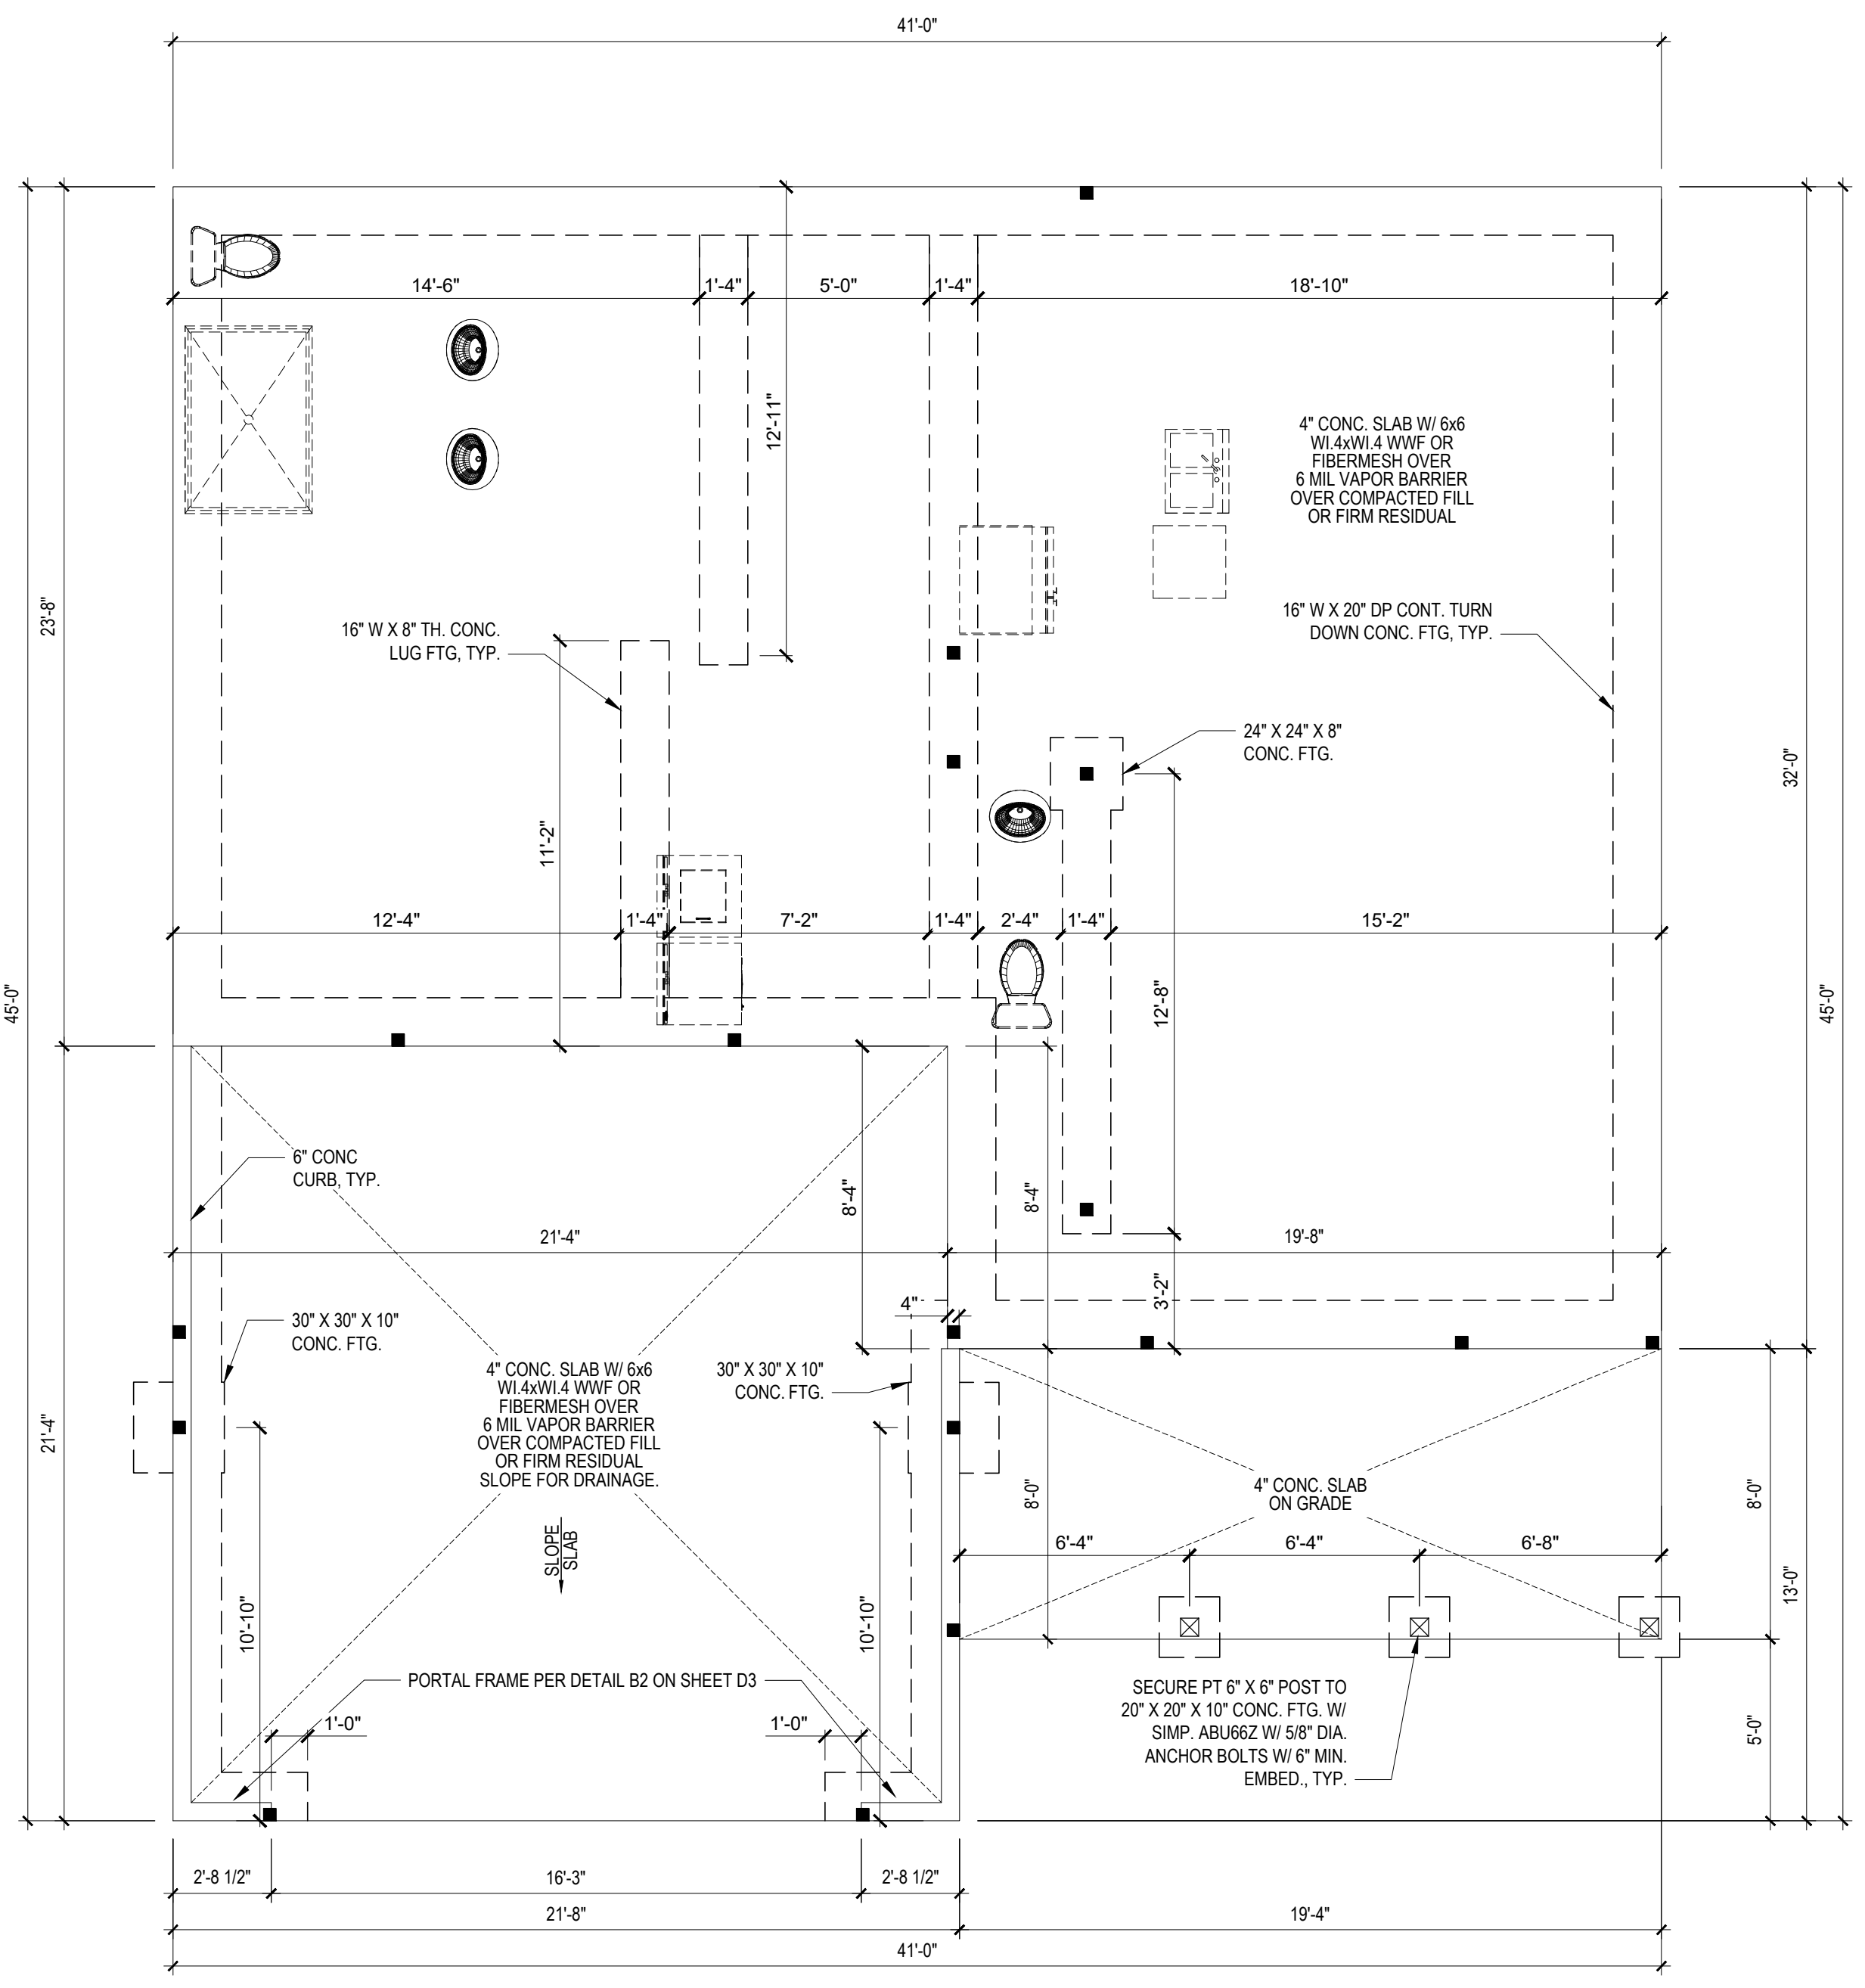 41'-0"
14'-6"
1'-4"
5'-0"
1'-4"
18'-10"
12'-11"
4" CONC. SLAB W/ 6x6
WI.4xWI.4 WWF OR
FIBERMESH OVER
6 MIL VAPOR BARRIER
OVER COMPACTED FILL
OR FIRM RESIDUAL
23'-8"
16" W X 8" TH. CONC.
LUG FTG, TYP.
16" W X 20" DP CONT. TURN
DOWN CONC. FTG, TYP.
24" X 24" X 8"
CONC. FTG.
32'-0"
11'-2"
12'-4"
1'-4"
7'-2"
1'-4"
2'-4"
1'-4"
15'-2"
45'-0"
12'-8"
45'-0"
6" CONC
CURB, TYP.
8'-4"
8'-4"
21'-4"
19'-8"
3'-2"
4"
30" X 30" X 10"
CONC. FTG.
4" CONC. SLAB W/ 6x6
WI.4xWI.4 WWF OR
FIBERMESH OVER
6 MIL VAPOR BARRIER
OVER COMPACTED FILL
OR FIRM RESIDUAL
SLOPE FOR DRAINAGE.
30" X 30" X 10"
CONC. FTG.
21'-4"
4" CONC. SLAB
ON GRADE
8'-0"
8'-0"
6'-4"
6'-4"
6'-8"
SLOPE
SLAB
13'-0"
10'-10"
10'-10"
PORTAL FRAME PER DETAIL B2 ON SHEET D3
SECURE PT 6" X 6" POST TO
20" X 20" X 10" CONC. FTG. W/
SIMP. ABU66Z W/ 5/8" DIA.
ANCHOR BOLTS W/ 6" MIN.
EMBED., TYP.
1'-0"
1'-0"
5'-0"
2'-8 1/2"
16'-3"
2'-8 1/2"
21'-8"
19'-4"
41'-0"